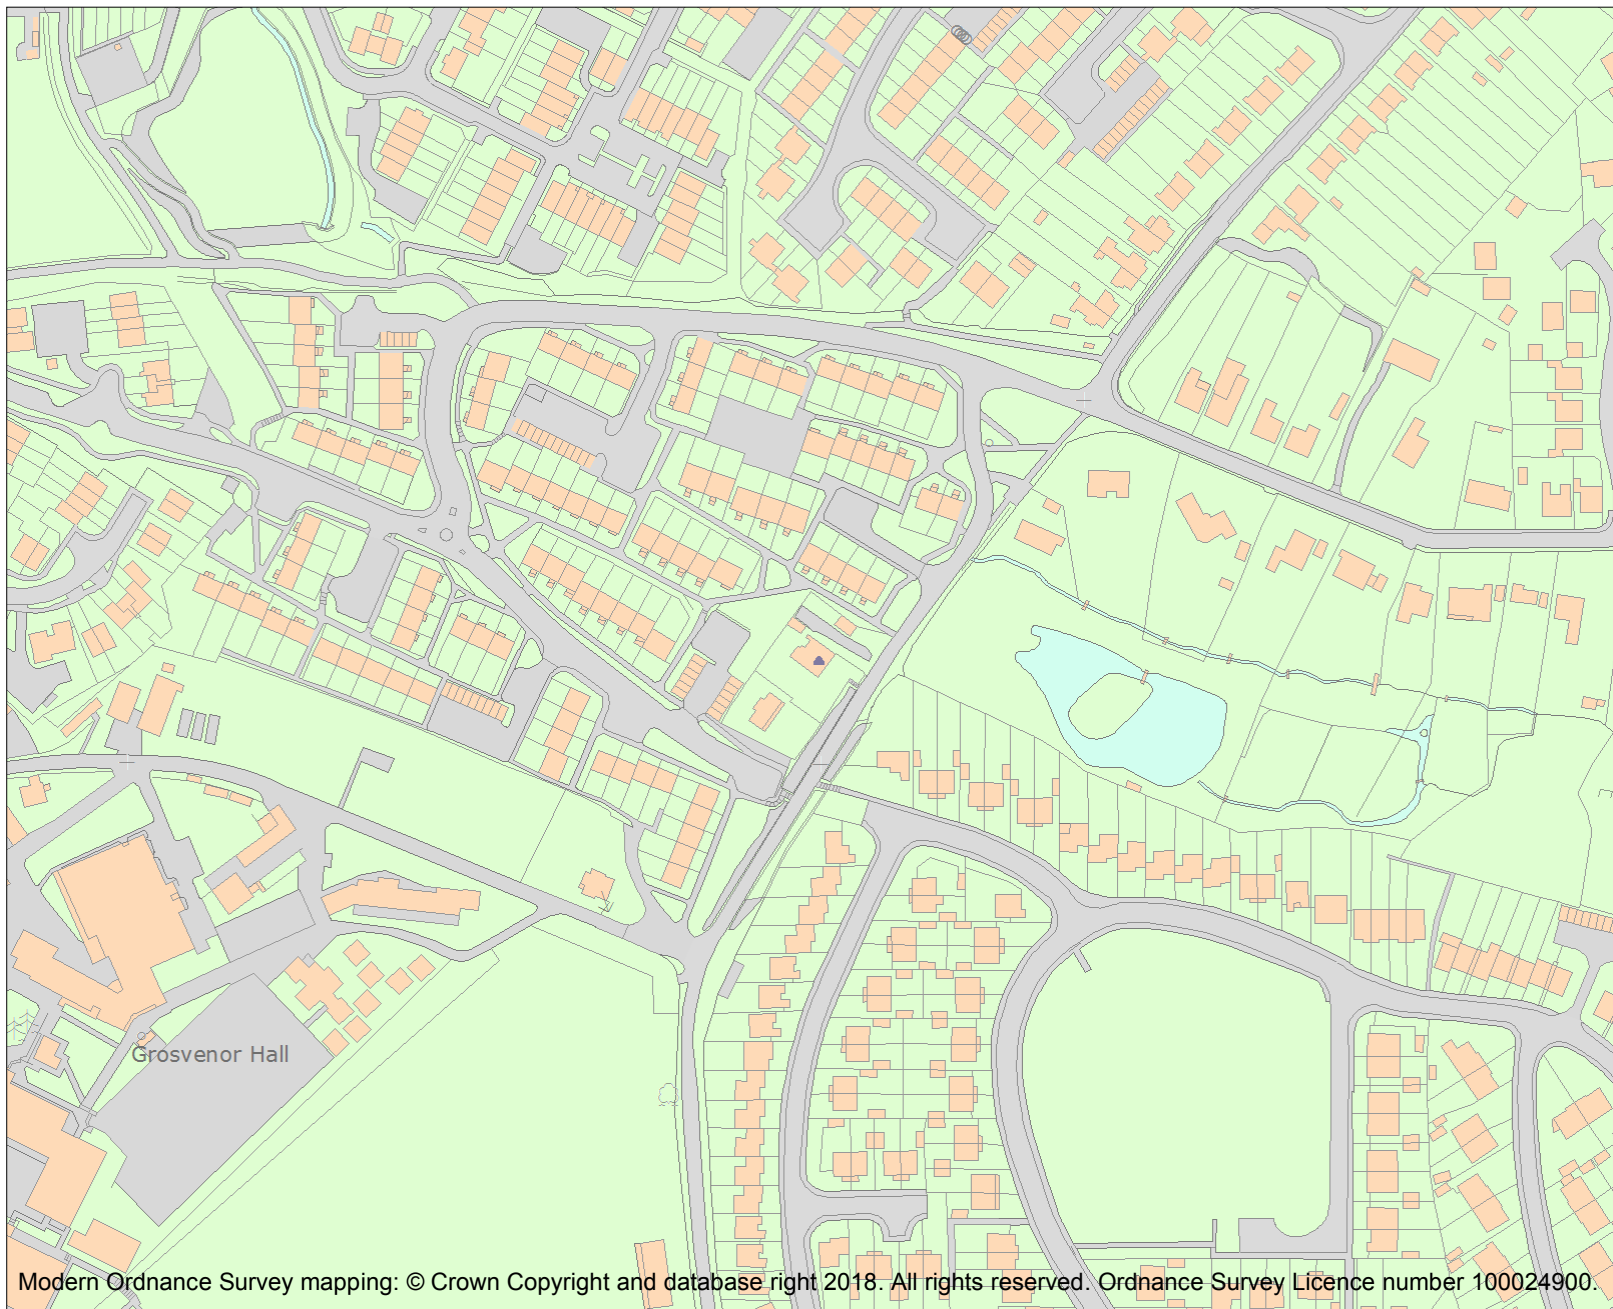 Grosvenor Hall
Modern Ordnance Survey mapping: © Crown Copyright and database right 2018. All rights reserved. Ordnance Survey Licence number 100024900.